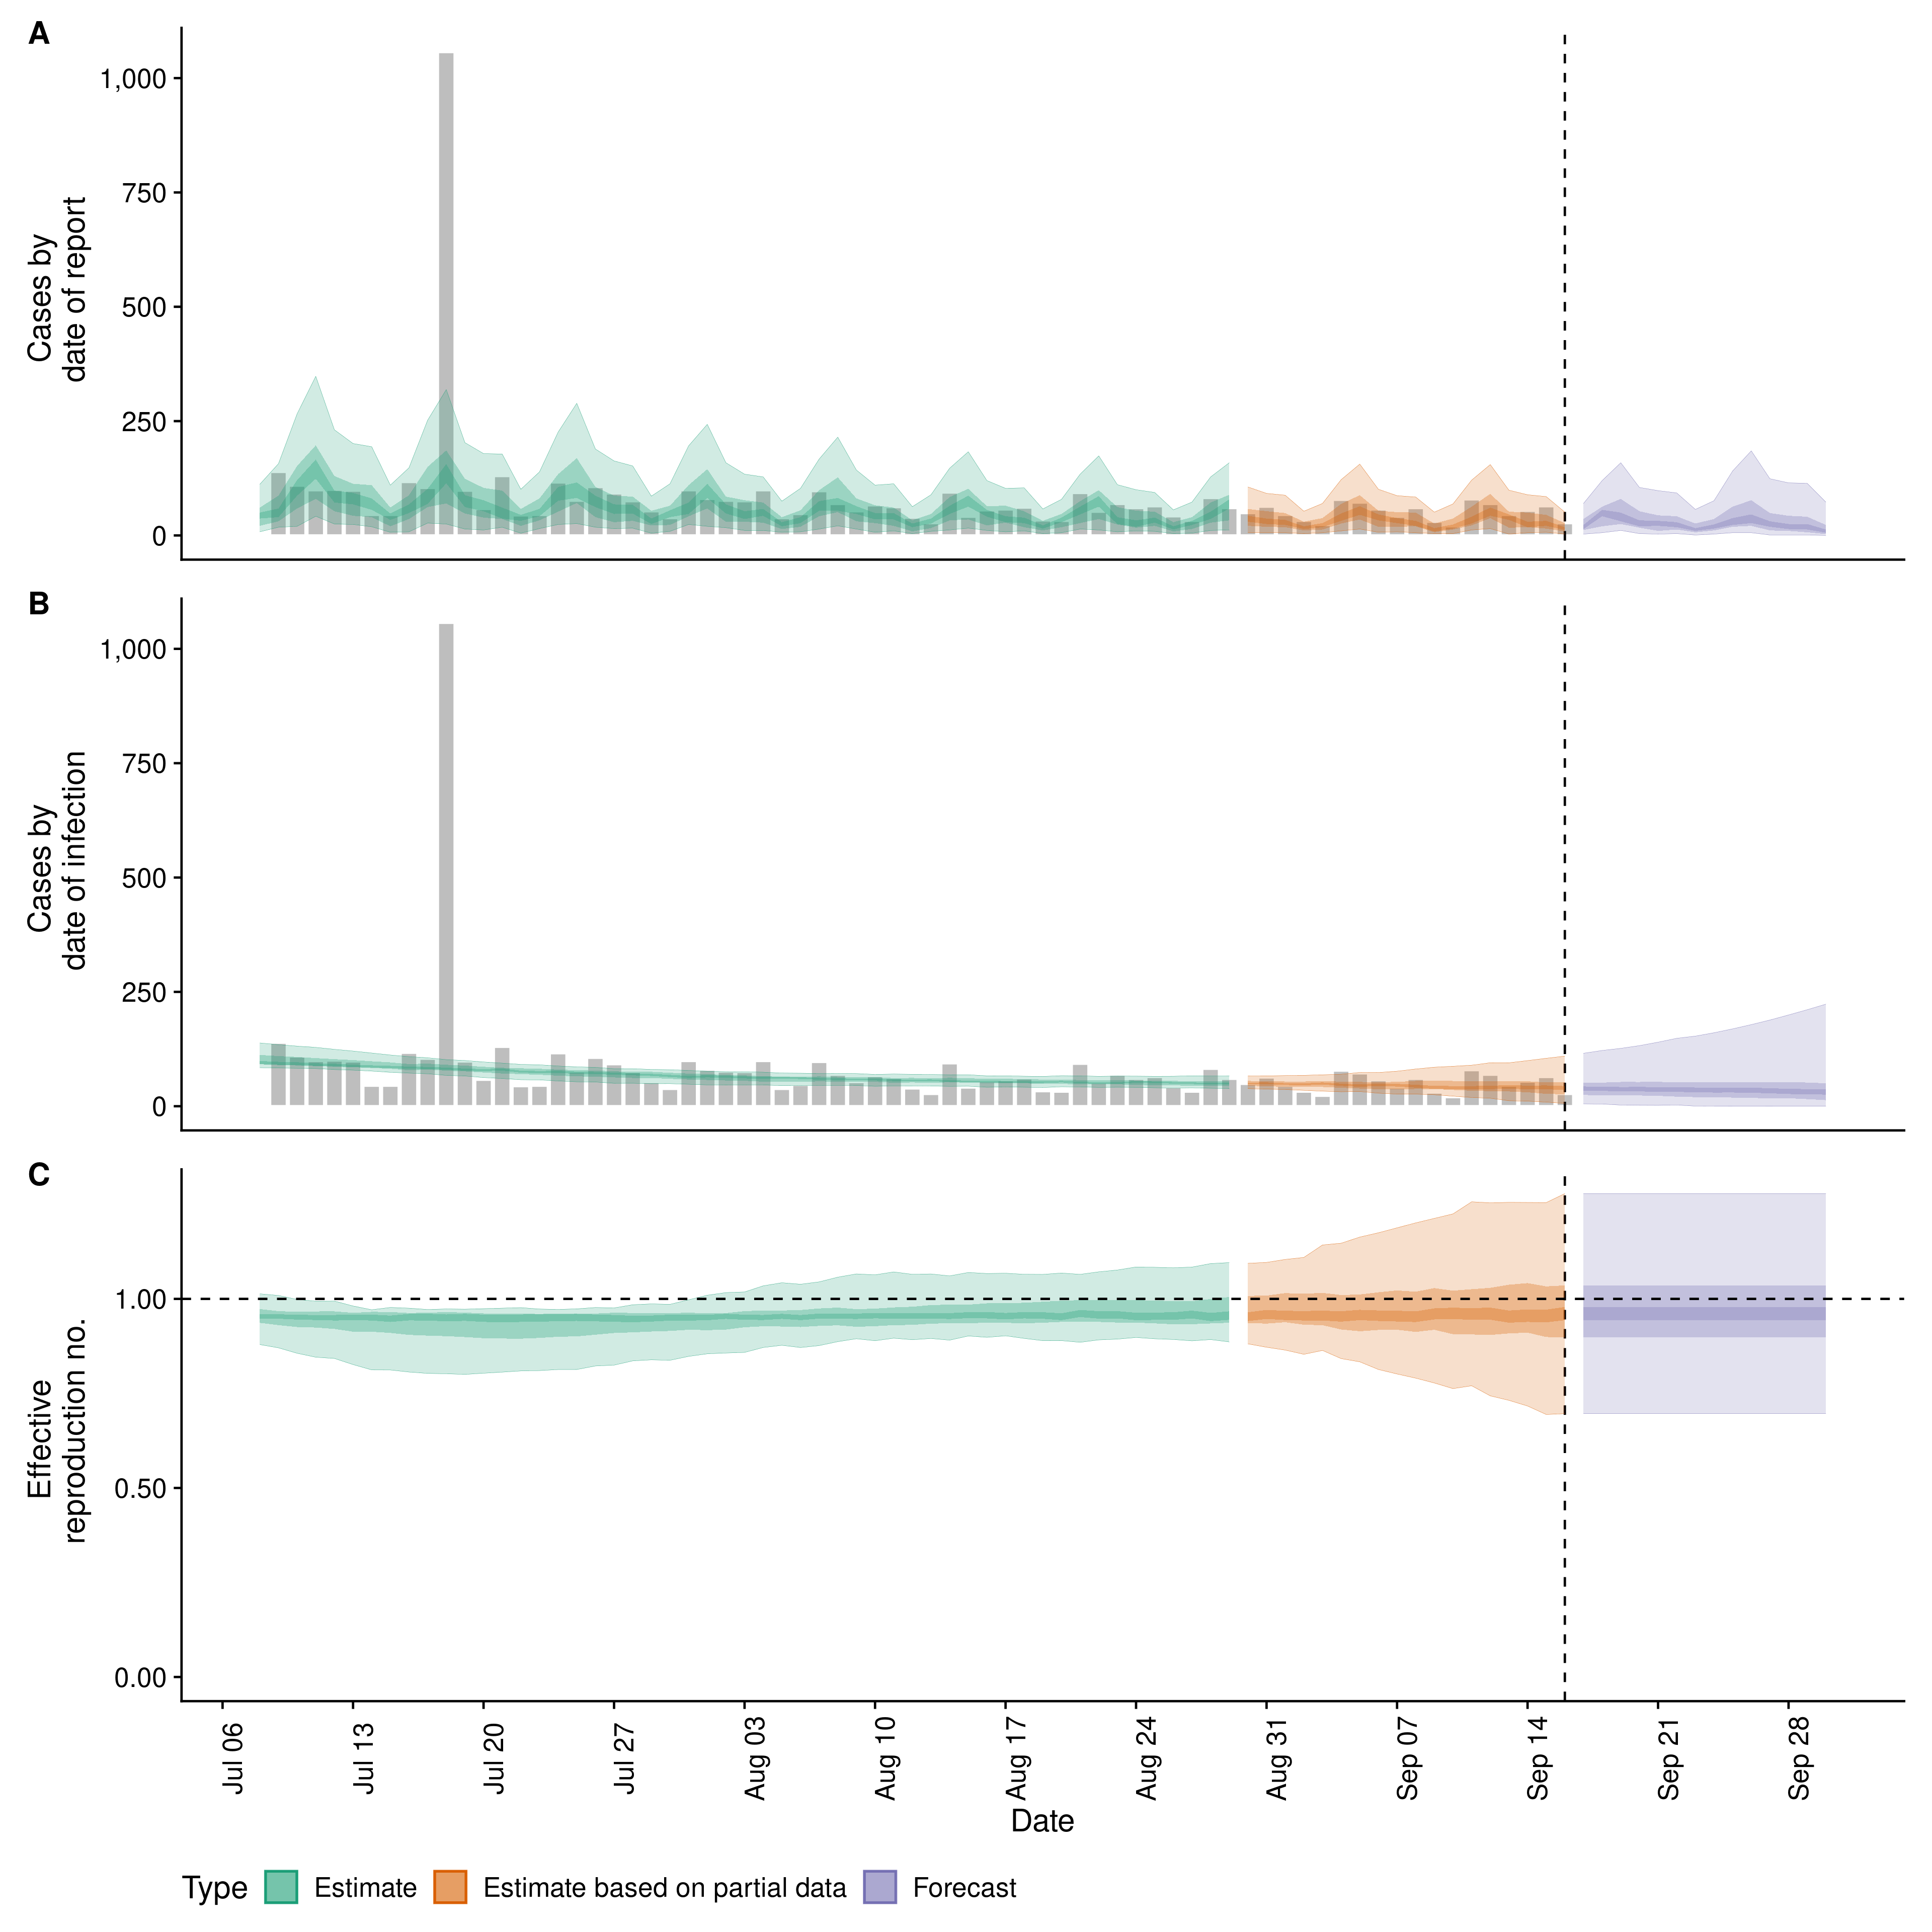 A
Cases by
date of report
1,000
750
500
250
0
B
Cases by
date of infection
1,000
750
500
250
0
C
Effective
reproduction no.
1.00
0.50
0.00
Jul 06
Jul 13
Jul 20
Jul 27
Aug 03
Aug 10
Aug 17
Aug 24
Aug 31
Sep 07
Sep 14
Sep 21
Sep 28
Date
Type Estimate Estimate based on partial data Forecast